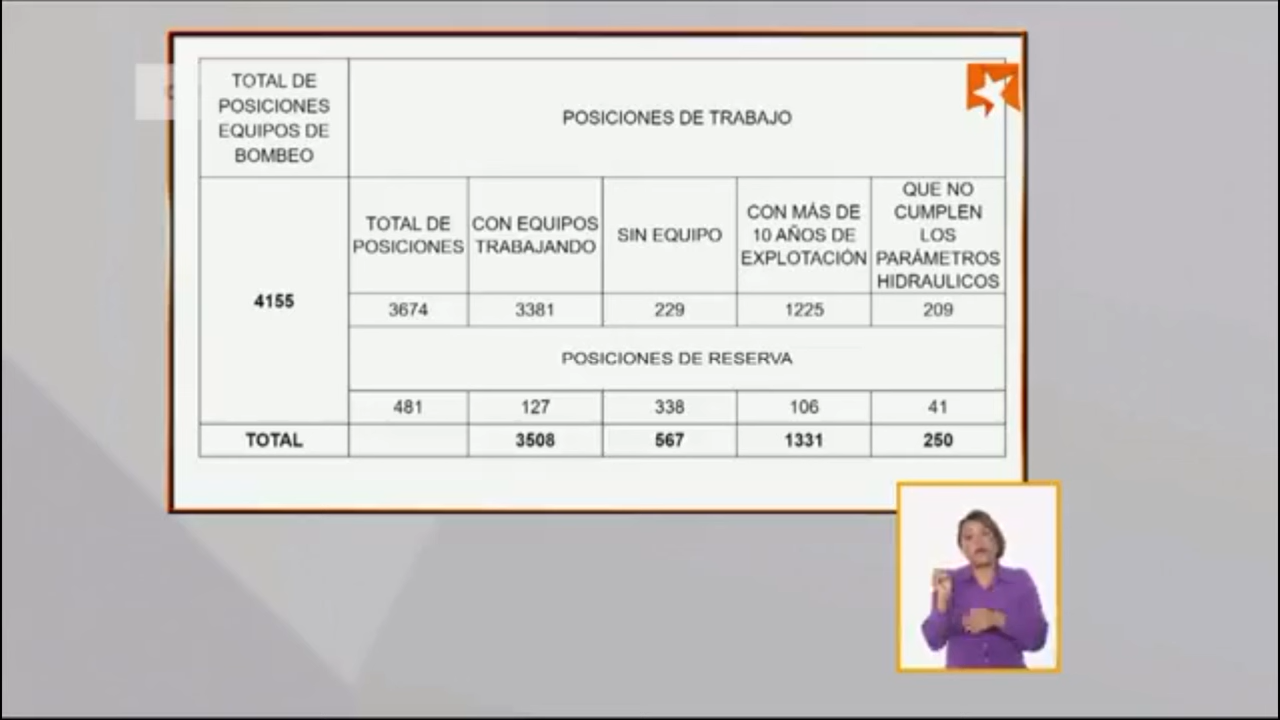 TOTAL DE
POSICIONES
EQUIPOS DE
BOMBEO
POSICIONES DE TRABAJO
4155
TOTAL DE
POSICIONES
CON EQUIPOS
TRABAJANDO
SIN EQUIPO
CON MÁS DE
10 AÑOS DE
EXPLOTACIÓN
QUE NO
CUMPLEN
LOS
PARÁMETROS
HIDRAULICOS
3674 3381 229 1225 209
POSICIONES DE RESERVA
481 127 338 106 41
TOTAL 3508 567 1331 250